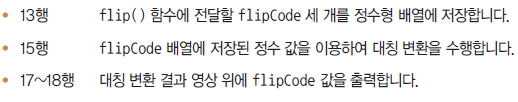 • 13행 flip() 함수에 전달할 flipCode 세 개를 정수형 배열에 저장합니다.
• 15행 flipCode 배열에 저장된 정수 값을 이용하여 대칭 변환을 수행합니다.
• 17~18행 대칭 변환 결과 영상 위에 flipCode 값을 출력합니다.